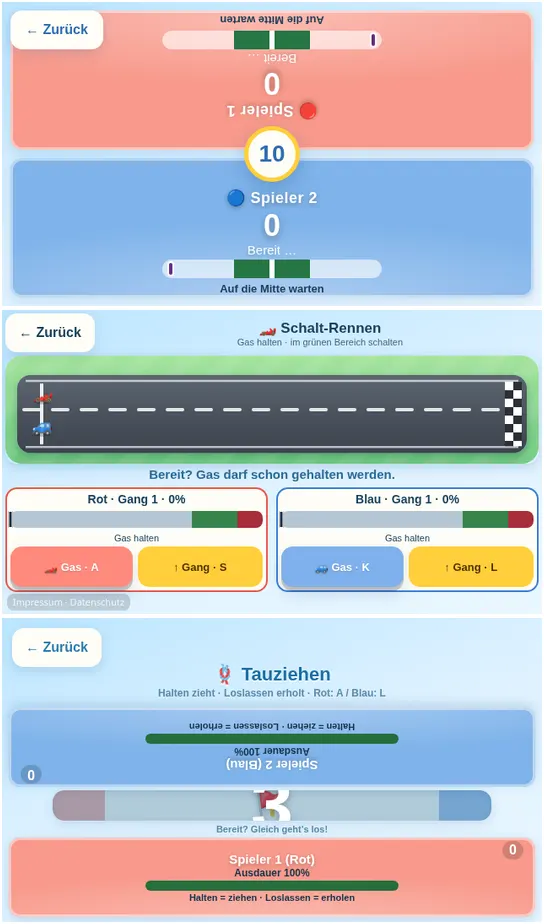 ← Zurück
Auf die Mitte warten
Bereit ...
0
🔴 Spieler 1
10
🔵 Spieler 2
0
Bereit ...
Auf die Mitte warten
← Zurück
🏎️ Schalt-Rennen
Gas halten · im grünen Bereich schalten
Bereit? Gas darf schon gehalten werden.
Rot · Gang 1 · 0%
Gas halten
🏎️ Gas · A
↑ Gang · S
Blau · Gang 1 · 0%
Gas halten
🚙 Gas · K
↑ Gang · L
Impressum · Datenschutz
← Zurück
🪢 Tauziehen
Halten zieht · Loslassen erholt · Rot: A / Blau: L
Halten = ziehen · Loslassen = erholen
Ausdauer 100%
Spieler 2 (Blau)
0
3
Bereit? Gleich geht's los!
0
Spieler 1 (Rot)
Ausdauer 100%
Halten = ziehen · Loslassen = erholen